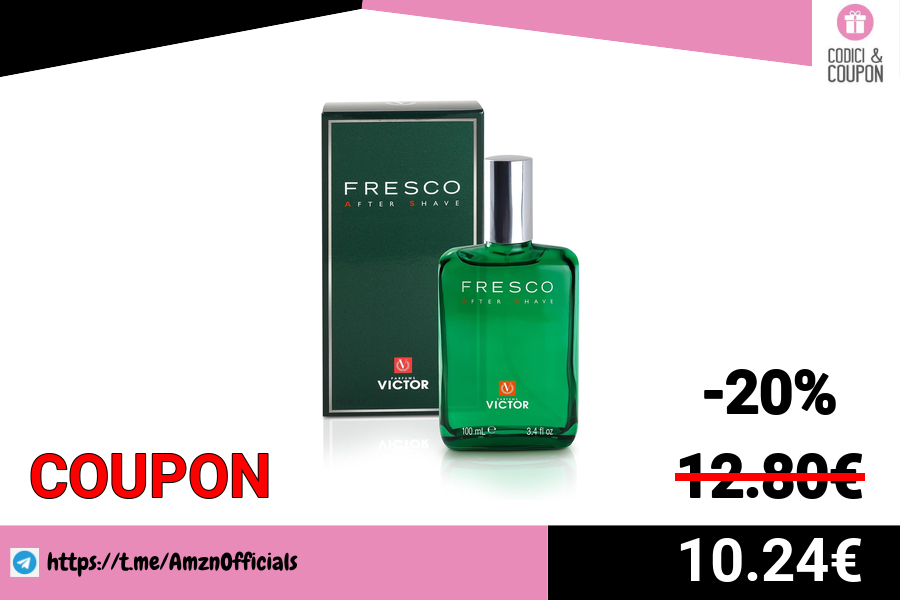 CODICI &
COUPON
FRESCO
AFTER SHAVE
VICTOR
FRESCO
AFTER SHAVE
VICTOR
100 mL ℮ 3.4 fl oz
-20%
COUPON
12.80€
https://t.me/AmznOfficials
10.24€